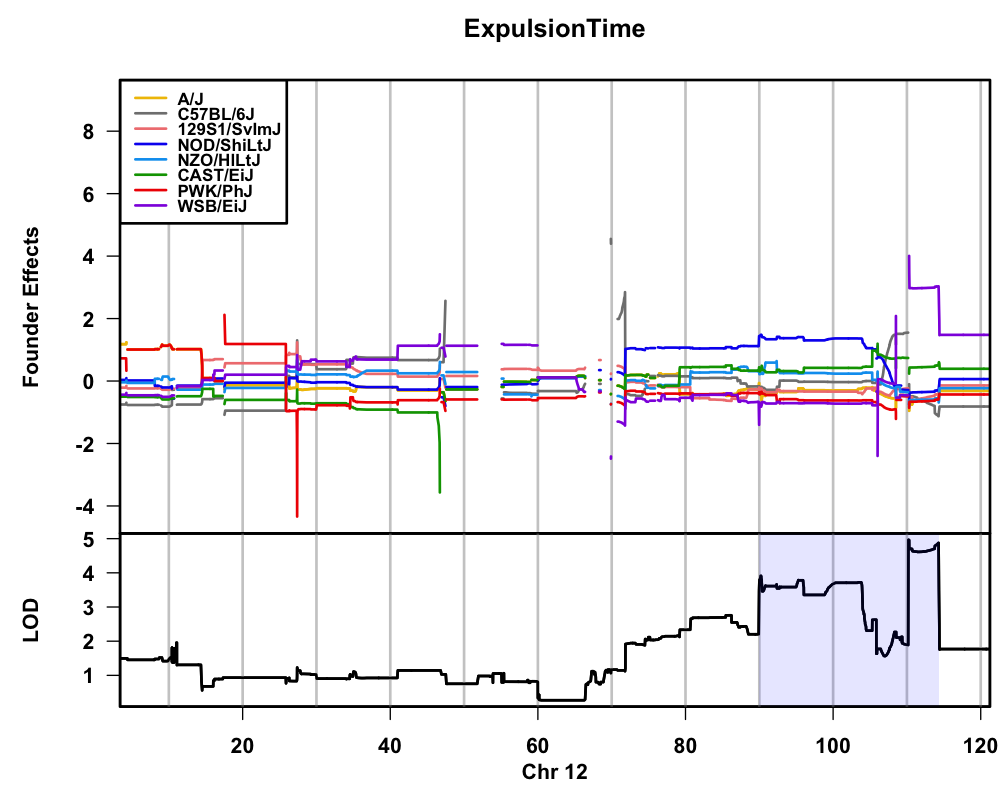 ExpulsionTime
A/J
C57BL/6J
129S1/SvImJ
NOD/ShiLtJ
NZO/HlLtJ
CAST/EiJ
PWK/PhJ
WSB/EiJ
Founder Effects
8
6
4
2
0
-2
-4
LOD
5
4
3
2
1
20 40 60 80 100 120
Chr 12